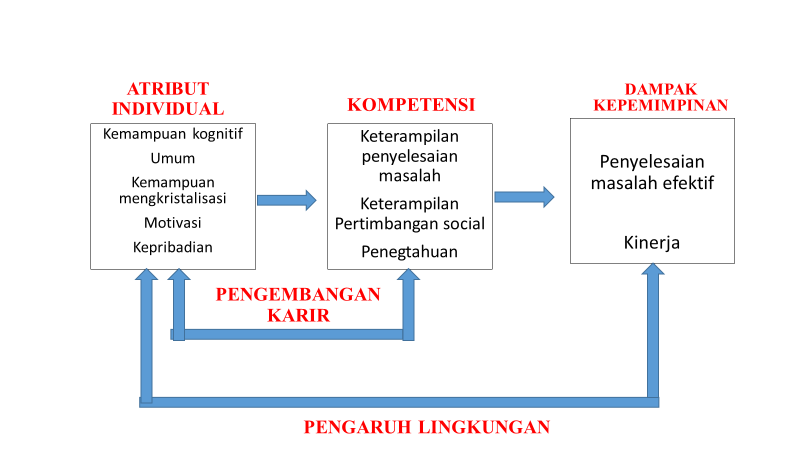 ATRIBUT
INDIVIDUAL
Kemampuan kognitif
Umum
Kemampuan
mengkristalisasi
Motivasi
Kepribadian
KOMPETENSI
Keterampilan
penyelesaian
masalah
Keterampilan
Pertimbangan social
Penegtahuan
DAMPAK
KEPEMIMPINAN
Penyelesaian
masalah efektif
Kinerja
PENGEMBANGAN
KARIR
PENGARUH LINGKUNGAN